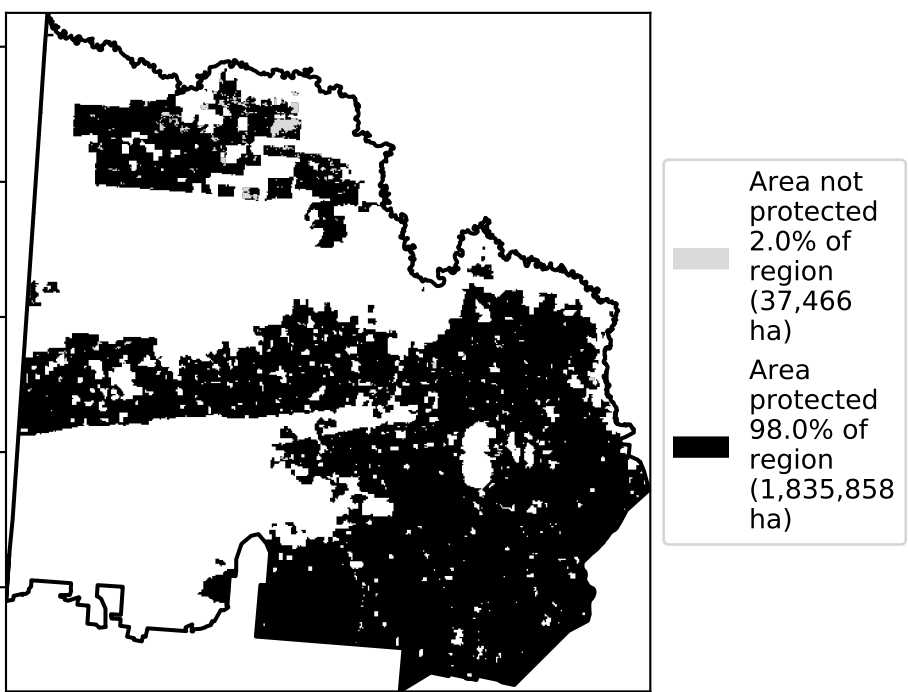 Area not
protected
2.0% of
region
(37,466
ha)
Area
protected
98.0% of
region
(1,835,858
ha)